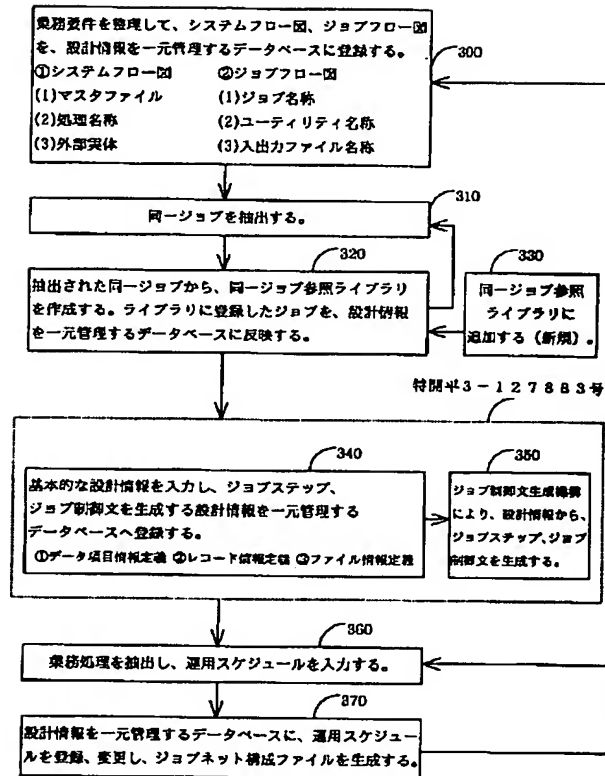 業務要件を整理して、システムフロー図、ジョブフロー図
を、設計情報を一元管理するデータベースに登録する。
①システムフロー図 ②ジョブフロー図
(1)マスタファイル (1)ジョブ名称
(2)処理名称 (2)ユーティリティ名称
(3)外部実体 (3)入出力ファイル名称
300
310
同一ジョブを抽出する。
320
抽出された同一ジョブから、同一ジョブ参照ライブラリ
を作成する。ライブラリに登録したジョブを、設計情報
を一元管理するデータベースに反映する。
330
同一ジョブ参照
ライブラリに
追加する(新規)。
特開平3-127883号
340
基本的な設計情報を入力し、ジョブステップ、
ジョブ制御文を生成する設計情報を一元管理する
データベースへ登録する。
①データ項目情報定義 ②レコード情報定義 ③ファイル情報定義
350
ジョブ制御文生成機構
により、設計情報から、
ジョブステップ、ジョブ
制御文を生成する。
360
業務処理を抽出し、運用スケジュールを入力する。
370
設計情報を一元管理するデータベースに、運用スケジュー
ルを登録、変更し、ジョブネット構成ファイルを生成する。